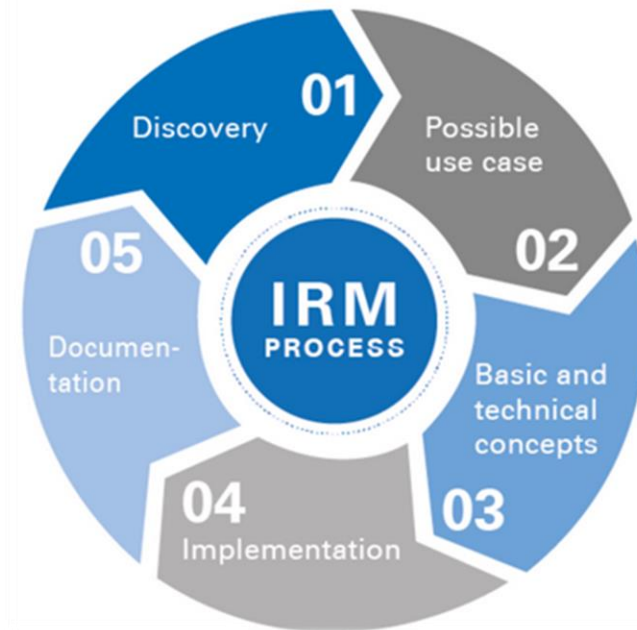 01
Discovery
Possible
use case
02
Basic and
technical
concepts
03
04
Implementation
05
Documen-
tation
IRM
PROCESS